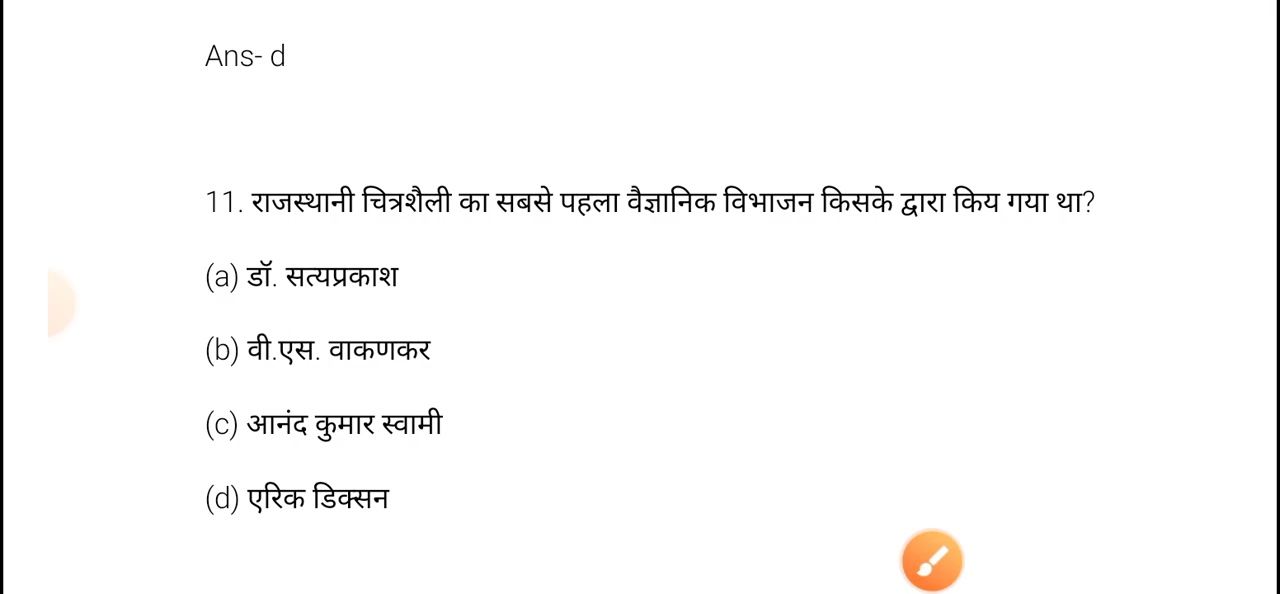 Ans- d
11. राजस्थानी चित्रशैली का सबसे पहला वैज्ञानिक विभाजन किसके द्वारा किय गया था?
(a) डॉ. सत्यप्रकाश
(b) वी.एस. वाकणकर
(c) आनंद कुमार स्वामी
(d) एरिक डिक्सन